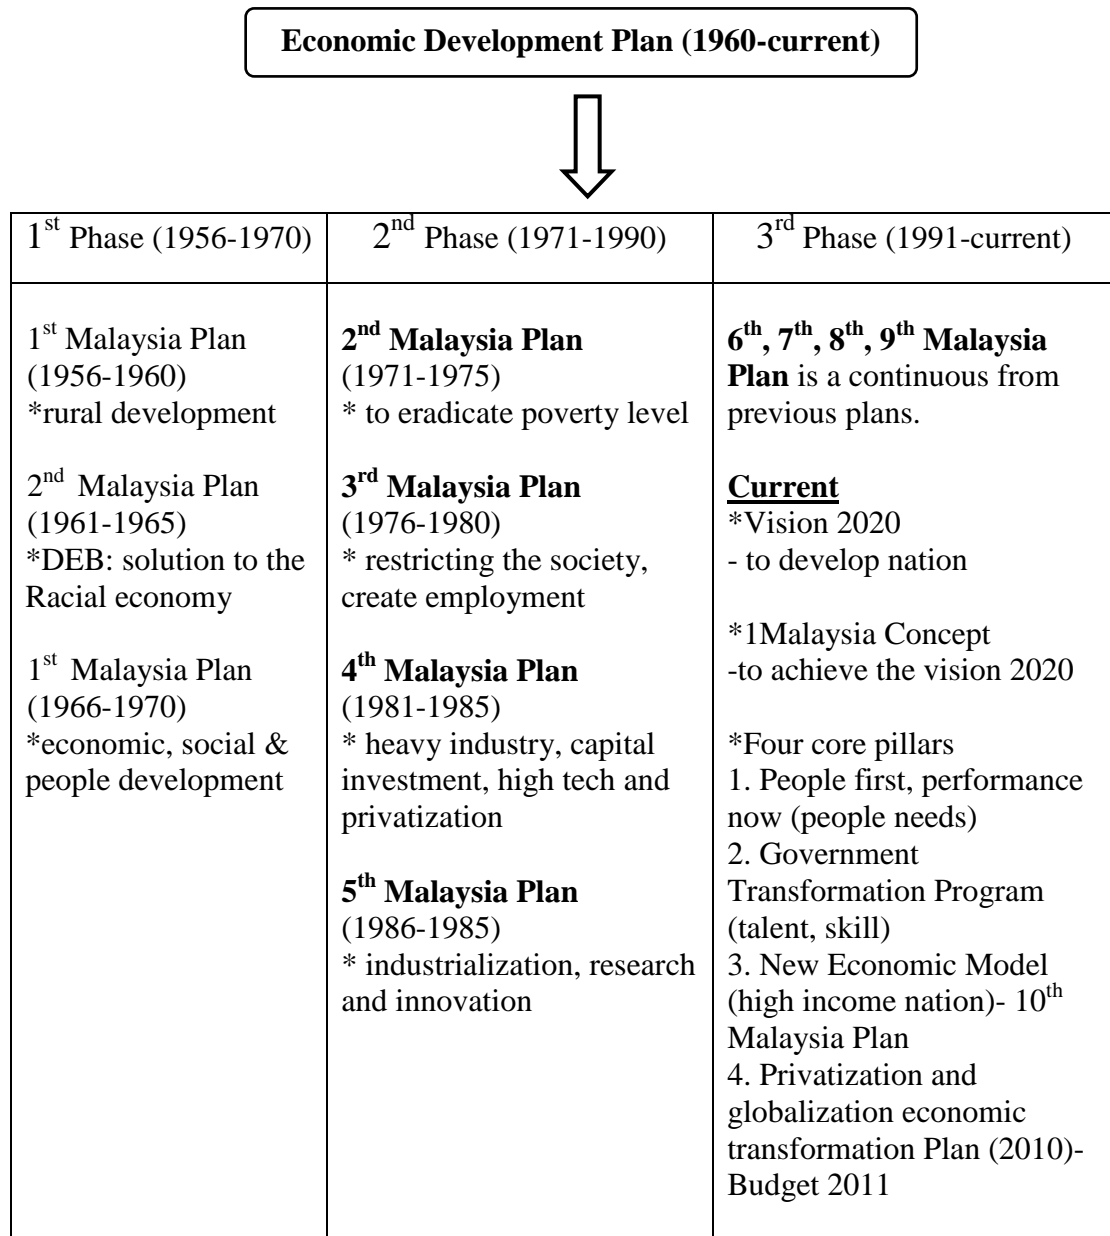 Economic Development Plan (1960-current)
1st Phase (1956-1970)
2nd Phase (1971-1990)
3rd Phase (1991-current)
1st Malaysia Plan
(1956-1960)
*rural development
2nd Malaysia Plan
(1961-1965)
*DEB: solution to the
Racial economy
1st Malaysia Plan
(1966-1970)
*economic, social &
people development
2nd Malaysia Plan
(1971-1975)
* to eradicate poverty level
3rd Malaysia Plan
(1976-1980)
* restricting the society,
create employment
4th Malaysia Plan
(1981-1985)
* heavy industry, capital
investment, high tech and
privatization
5th Malaysia Plan
(1986-1985)
* industrialization, research
and innovation
6th, 7th, 8th, 9th Malaysia
Plan is a continuous from
previous plans.
Current
*Vision 2020
- to develop nation
*1Malaysia Concept
-to achieve the vision 2020
*Four core pillars
1. People first, performance
now (people needs)
2. Government
Transformation Program
(talent, skill)
3. New Economic Model
(high income nation)- 10th
Malaysia Plan
4. Privatization and
globalization economic
transformation Plan (2010)-
Budget 2011